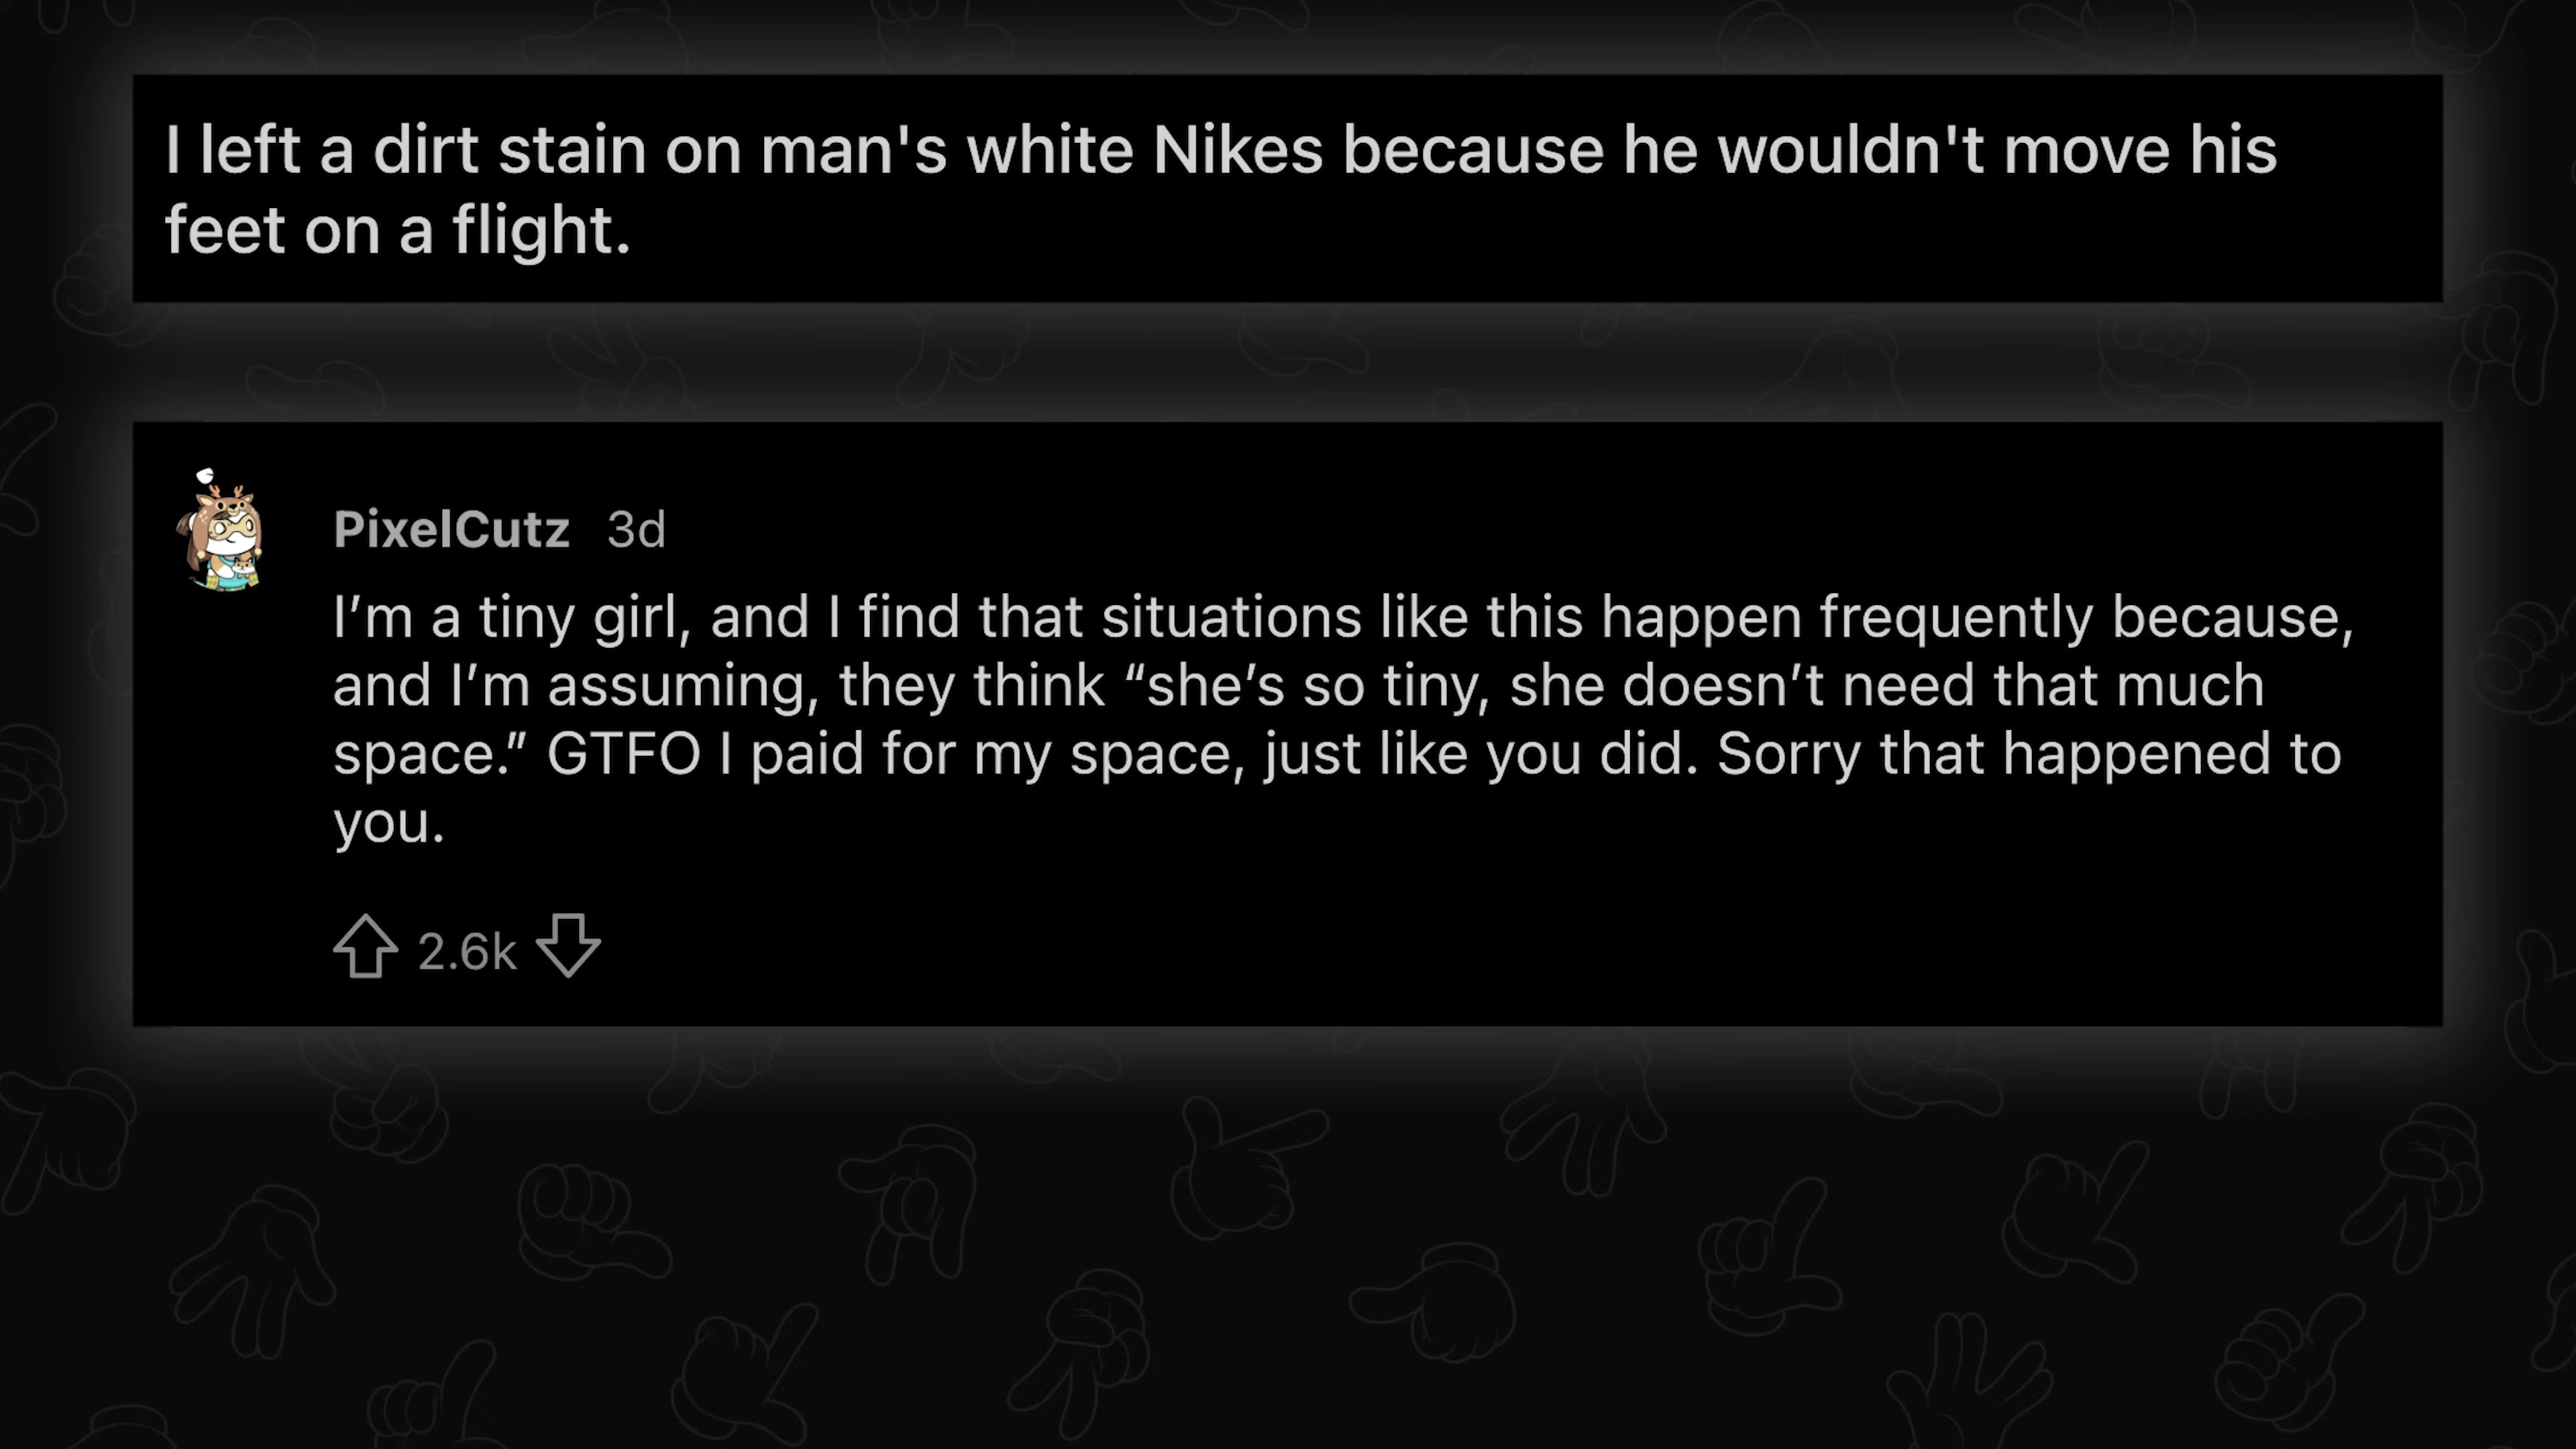 I left a dirt stain on man's white Nikes because he wouldn't move his
feet on a flight.
PixelCutz 3d
I’m a tiny girl, and I find that situations like this happen frequently because,
and I’m assuming, they think “she’s so tiny, she doesn’t need that much
space.” GTFO I paid for my space, just like you did. Sorry that happened to
you.
2.6k